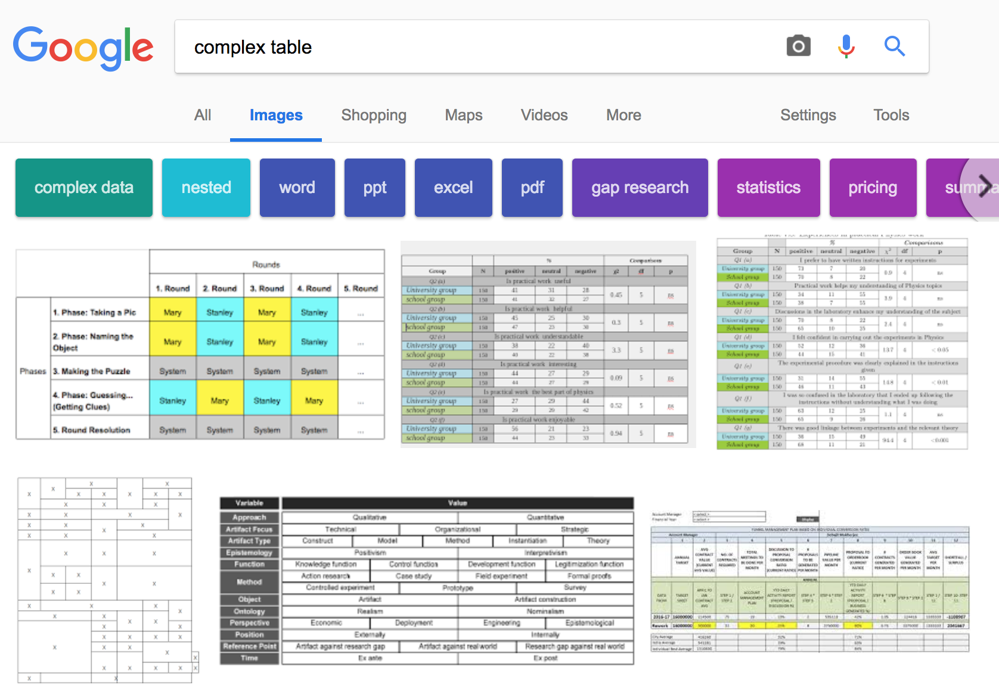 Google
complex table
All Images Shopping Maps Videos More Settings Tools
complex data nested word ppt excel pdf gap research statistics pricing summa
Rounds
1. Round 2. Round 3. Round 4. Round 5. Round
Phases
1. Phase: Taking a Pic Mary Stanley Mary Stanley ...
2. Phase: Naming the
Object Mary Stanley Mary Stanley ...
3. Making the Puzzle System System System System ...
4. Phase: Guessing...
(Getting Clues) Stanley Mary Stanley Mary ...
5. Round Resolution System System System System ...
% Comparisons
Group N positive neutral negative χ2 df p
Q2 (a) Is practical work useful
University group 150 41 31 28
school group 150 41 32 27
0.45 5 ns
Q2 (b) Is practical work helpful
University group 150 45 25 30
school group 150 47 23 30
0.3 5 ns
Q2 (c) Is practical work understandable
University group 150 38 22 40
school group 150 40 22 38
3.3 5 ns
Q2 (d) Is practical work interesting
University group 150 44 27 29
school group 150 44 27 29
0.09 5 ns
Q2 (e) Is practical work the best part of physics
University group 150 27 29 44
school group 150 29 29 42
0.52 5 ns
Q2 (f) Is practical work enjoyable
University group 150 56 21 23
school group 150 44 23 33
0.94 5 ns
% Comparisons
Group N positive neutral negative χ² df p
Q1 (a) I prefer to have written instructions for experiments
University group 150 73 7 20
School group 150 70 8 22
0.9 4 ns
Q1 (b) Practical work helps my understanding of Physics topics
University group 150 34 11 55
School group 150 38 7 55
3.9 4 ns
Q1 (c) Discussions in the laboratory enhance my understanding of the subject
University group 150 70 8 22
School group 150 65 10 25
2.4 4 ns
Q1 (d) I felt confident in carrying out the experiments in Physics
University group 150 52 12 36
School group 150 44 15 41
13.7 4 < 0.05
Q1 (e) The experimental procedure was clearly explained in the instructions
given
University group 150 31 14 55
School group 150 46 11 43
14.8 4 < 0.01
Q1 (f) I was so confused in the laboratory that I ended up following the
instructions without understanding what I was doing
University group 150 63 12 25
School group 150 65 9 26
1.1 4 ns
Q1 (g) There was good linkage between experiments and the relevant theory
University group 150 36 15 49
School group 150 68 11 21
94.4 4 <0.001
Variable Value
Approach Qualitative Quantitative
Artifact Focus Technical Organizational Strategic
Artifact Type Construct Model Method Instantiation Theory
Epistemology Positivism Interpretivism
Function Knowledge function Control function Development function Legitimization function
Method Action research Case study Field experiment Formal proofs
Controlled experiment Prototype Survey
Object Artifact Artifact construction
Ontology Realism Nominalism
Perspective Economic Deployment Engineering Epistemological
Position Externally Internally
Reference Point Artifact against research gap Artifact against real world Research gap against real world
Time Ex ante Ex post
Account Manager
Financial Year
Account Manager
ANNUAL
TARGET
2016-17 16000000
Rework 16000000
City Average
India Average
Individual Best Average